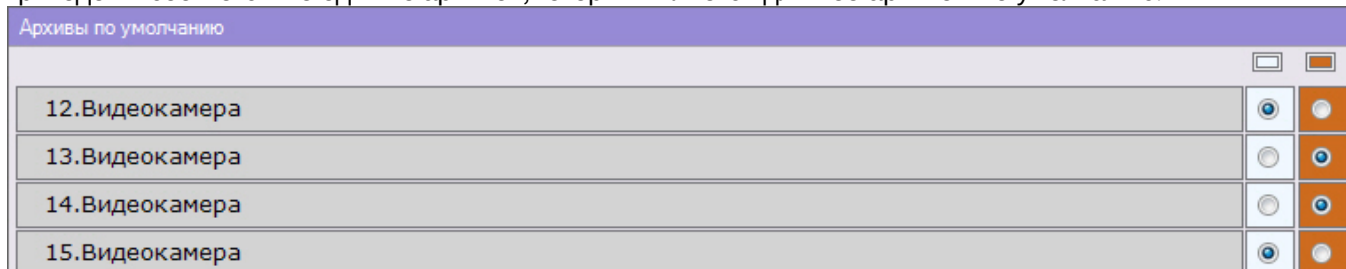 Архивы по умолчанию
12.Видеокамера
13.Видеокамера
14.Видеокамера
15.Видеокамера